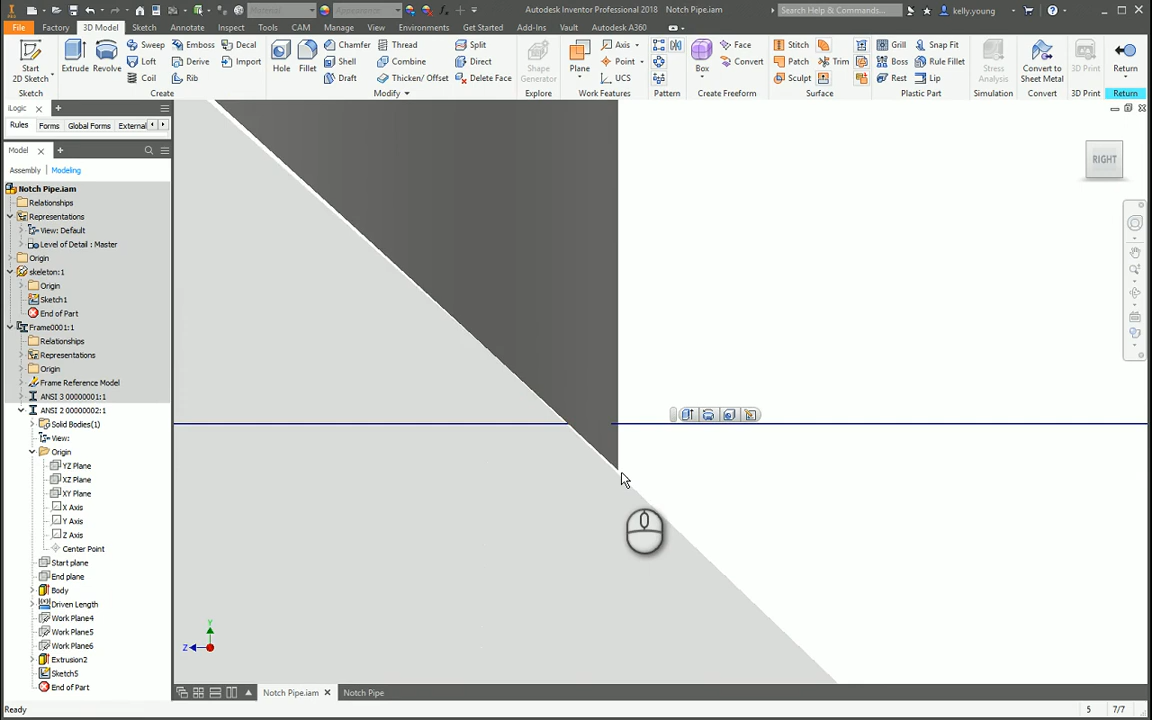 Autodesk Inventor Professional 2018 Notch Pipe.iam
Search Help & Commands...
kelly.young
File Factory 3D Model Sketch Annotate Inspect Tools CAM Manage View Environments Get Started Add-Ins Vault Autodesk A360
Start
2D Sketch
Extrude
Revolve
Sweep
Loft
Coil
Emboss
Derive
Rib
Decal
Import
Hole
Fillet
Chamfer
Shell
Draft
Thread
Combine
Thicken/ Offset
Split
Direct
Delete Face
Shape
Generator
Plane
Axis
Point
UCS
Box
Face
Convert
Stitch
Patch
Sculpt
Trim
Grill
Boss
Rest
Snap Fit
Rule Fillet
Lip
Stress
Analysis
Convert to
Sheet Metal
3D Print
Return
Sketch Create Modify Explore Work Features Pattern Create Freeform Surface Plastic Part Simulation Convert 3D Print Return
iLogic
Rules Forms Global Forms External
Model
Assembly Modeling
Notch Pipe.iam
Relationships
Representations
View: Default
Level of Detail : Master
Origin
skeleton:1
Origin
Sketch1
End of Part
Frame0001:1
Relationships
Representations
Origin
Frame Reference Model
ANSI 3 00000001:1
ANSI 2 00000002:1
Solid Bodies(1)
View:
Origin
YZ Plane
XZ Plane
XY Plane
X Axis
Y Axis
Z Axis
Center Point
Start plane
End plane
Body
Driven Length
Work Plane4
Work Plane5
Work Plane6
Extrusion2
Sketch5
End of Part
RIGHT
Y
Z
Notch Pipe.iam Notch Pipe
Ready
5 7/7